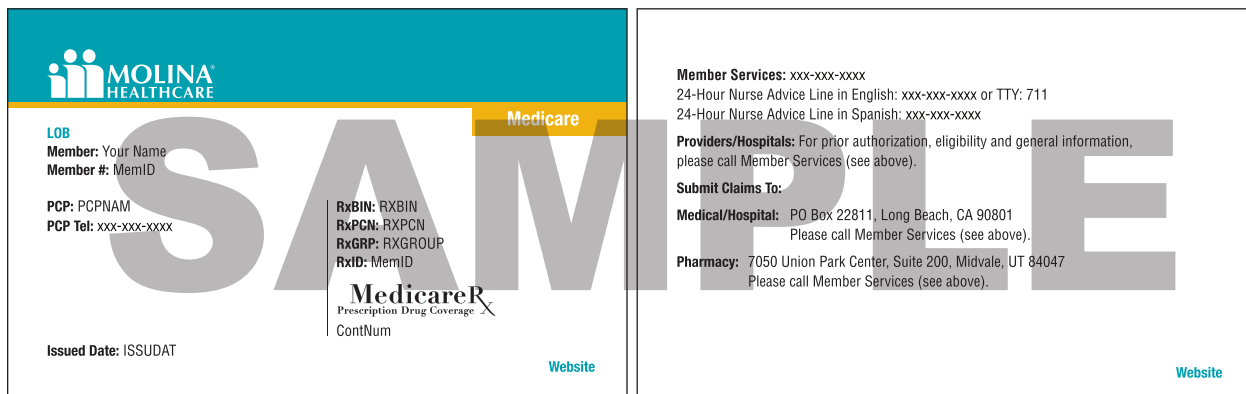 MOLINA®
HEALTHCARE
Medicare
LOB
Member: Your Name
Member #: MemID
PCP: PCPNAM
PCP Tel: xxx-xxx-xxxx
RxBIN: RXBIN
RxPCN: RXPCN
RxGRP: RXGROUP
RxID: MemID
MedicareRx
Prescription Drug Coverage
ContNum
Issued Date: ISSUDAT
Website
Member Services: xxx-xxx-xxxx
24-Hour Nurse Advice Line in English: xxx-xxx-xxxx or TTY: 711
24-Hour Nurse Advice Line in Spanish: xxx-xxx-xxxx
Providers/Hospitals: For prior authorization, eligibility and general information,
please call Member Services (see above).
Submit Claims To:
Medical/Hospital: PO Box 22811, Long Beach, CA 90801
Please call Member Services (see above).
Pharmacy: 7050 Union Park Center, Suite 200, Midvale, UT 84047
Please call Member Services (see above).
Website
SAMPLE